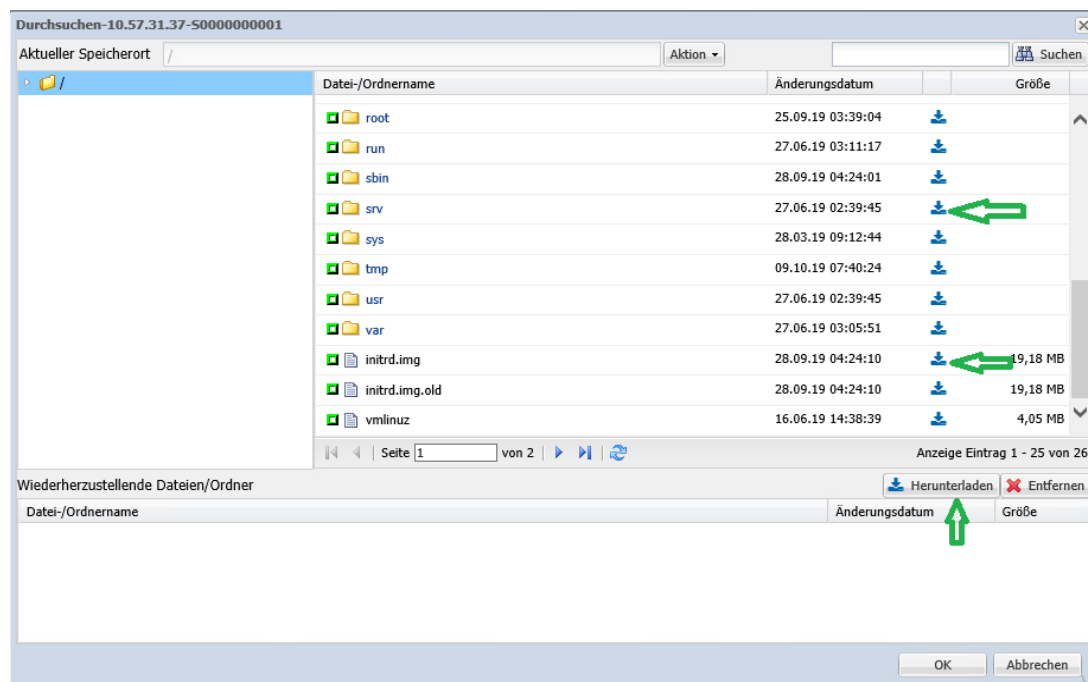 Durchsuchen-10.57.31.37-S0000000001
Aktueller Speicherort / Aktion Suchen
/
Datei-/Ordnername Änderungsdatum Größe
root 25.09.19 03:39:04
run 27.06.19 03:11:17
sbin 28.09.19 04:24:01
srv 27.06.19 02:39:45
sys 28.03.19 09:12:44
tmp 09.10.19 07:40:24
usr 27.06.19 02:39:45
var 27.06.19 03:05:51
initrd.img 28.09.19 04:24:10 19,18 MB
initrd.img.old 28.09.19 04:24:10 19,18 MB
vmlinuz 16.06.19 14:38:39 4,05 MB
Seite 1 von 2 Anzeige Eintrag 1 - 25 von 26
Wiederherzustellende Dateien/Ordner Herunterladen Entfernen
Datei-/Ordnername Änderungsdatum Größe
OK Abbrechen